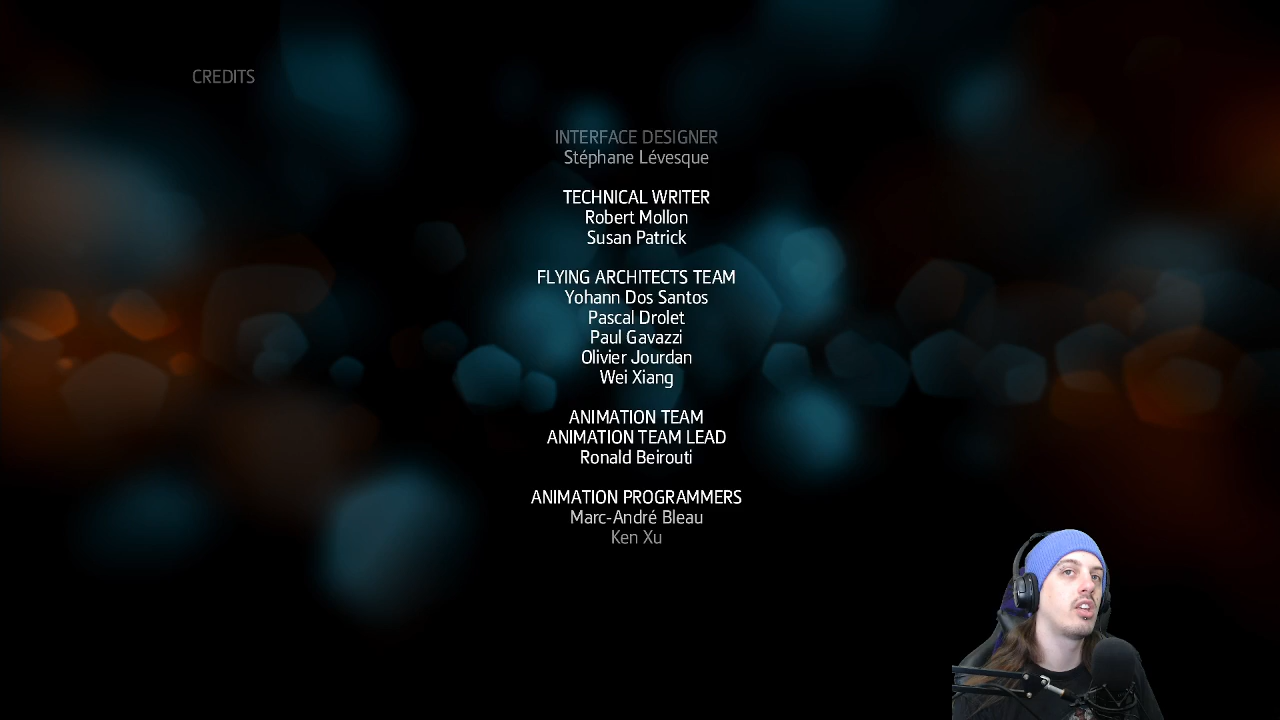 CREDITS
INTERFACE DESIGNER
Stéphane Lévesque
TECHNICAL WRITER
Robert Mollon
Susan Patrick
FLYING ARCHITECTS TEAM
Yohann Dos Santos
Pascal Drolet
Paul Gavazzi
Olivier Jourdan
Wei Xiang
ANIMATION TEAM
ANIMATION TEAM LEAD
Ronald Beirouti
ANIMATION PROGRAMMERS
Marc-André Bleau
Ken Xu